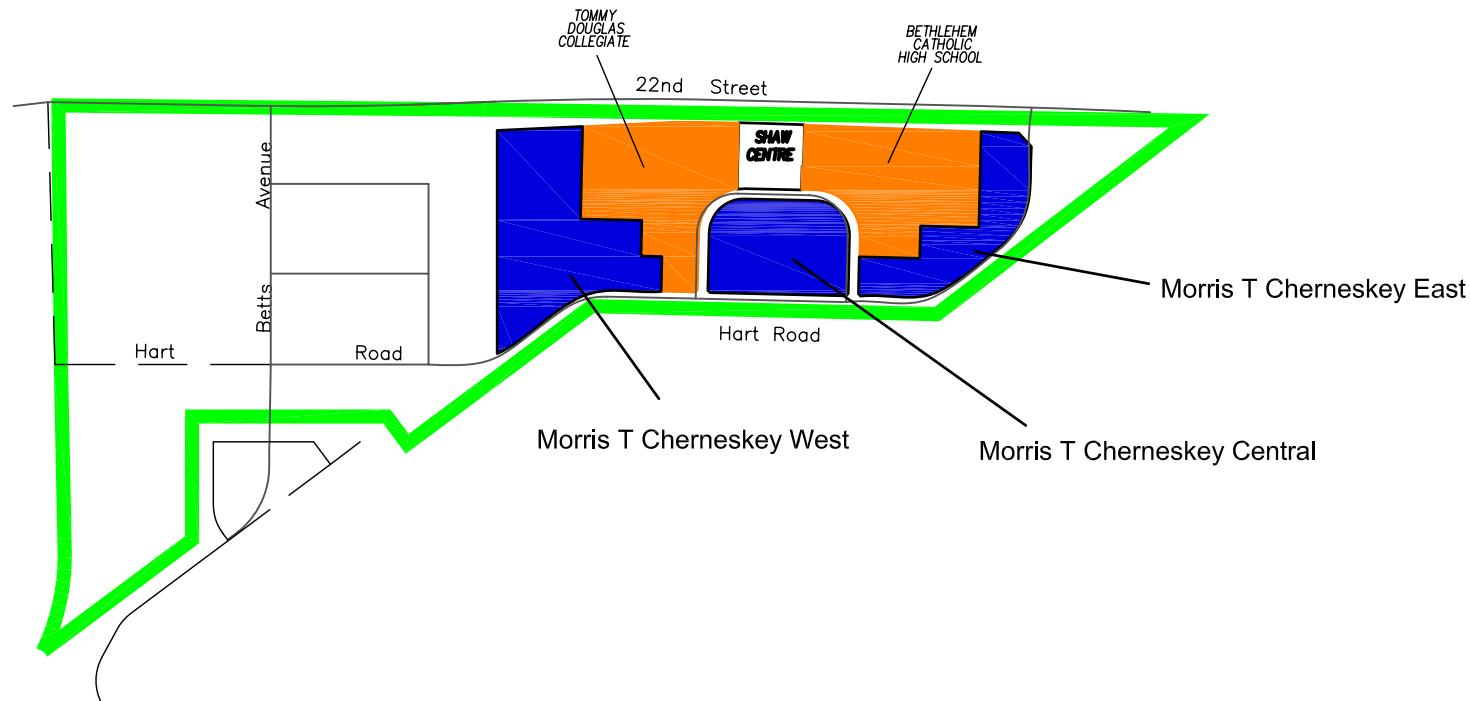 TOMMY
DOUGLAS
COLLEGIATE
BETHLEHEM
CATHOLIC
HIGH SCHOOL
22nd Street
SHAW
CENTRE
Betts Avenue
Morris T Cherneskey East
Hart Road
Hart Road
Morris T Cherneskey West
Morris T Cherneskey Central